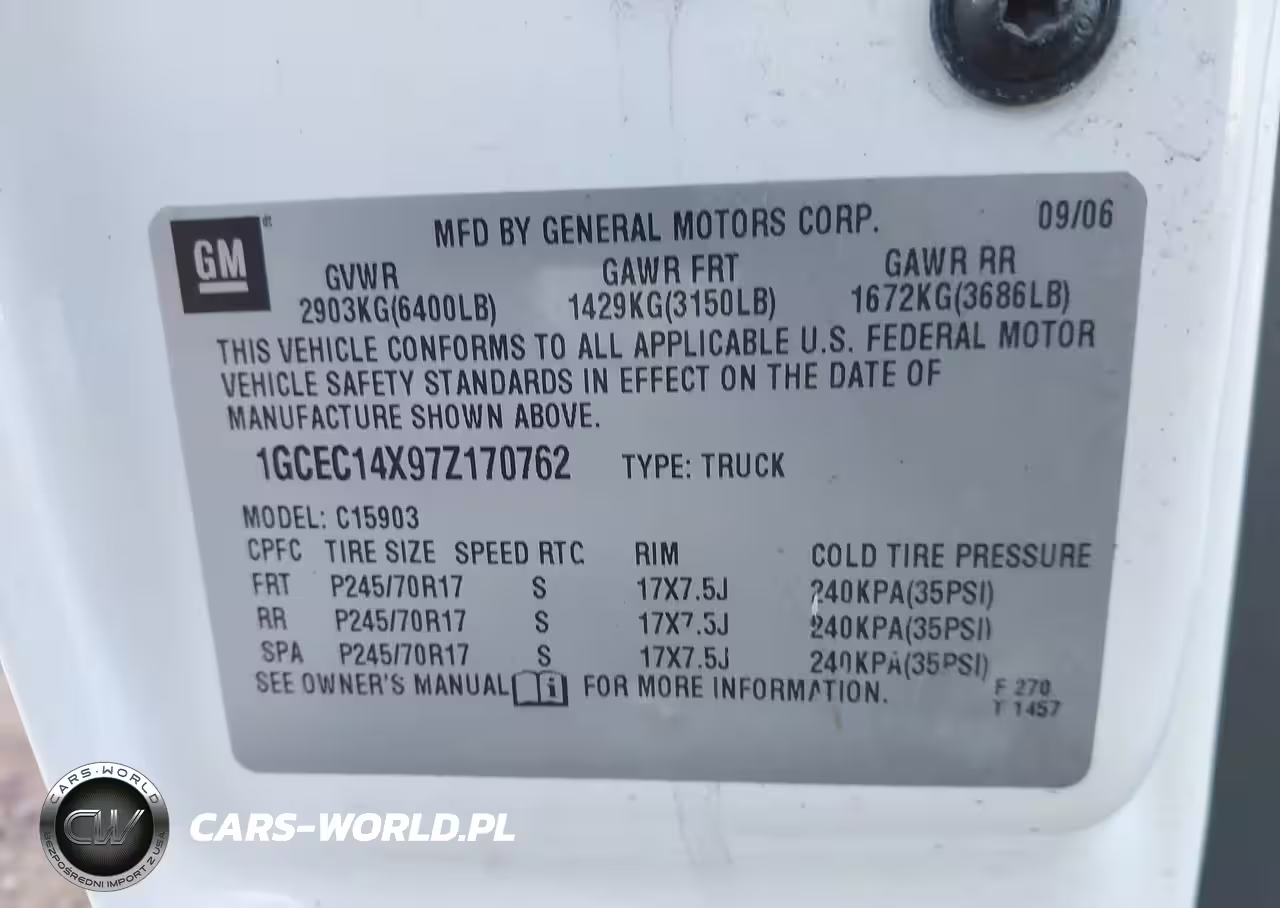 GM
MFD BY GENERAL MOTORS CORP. 09/06
GVWR GAWR FRT GAWR RR
2903KG(6400LB) 1429KG(3150LB) 1672KG(3686LB)
THIS VEHICLE CONFORMS TO ALL APPLICABLE U.S. FEDERAL MOTOR
VEHICLE SAFETY STANDARDS IN EFFECT ON THE DATE OF
MANUFACTURE SHOWN ABOVE.
1GCEC14X97Z170762 TYPE: TRUCK
MODEL: C15903
CPFC TIRE SIZE SPEED RTC RIM COLD TIRE PRESSURE
FRT P245/70R17 S 17X7.5J 240KPA(35PSI)
RR P245/70R17 S 17X7.5J 240KPA(35PSI)
SPA P245/70R17 S 17X7.5J 240KPA(35PSI)
SEE OWNER'S MANUAL i FOR MORE INFORMATION.
F 270
T 1457
CARS-WORLD
CW
BEZPOŚREDNI IMPORT Z USA
CARS-WORLD.PL